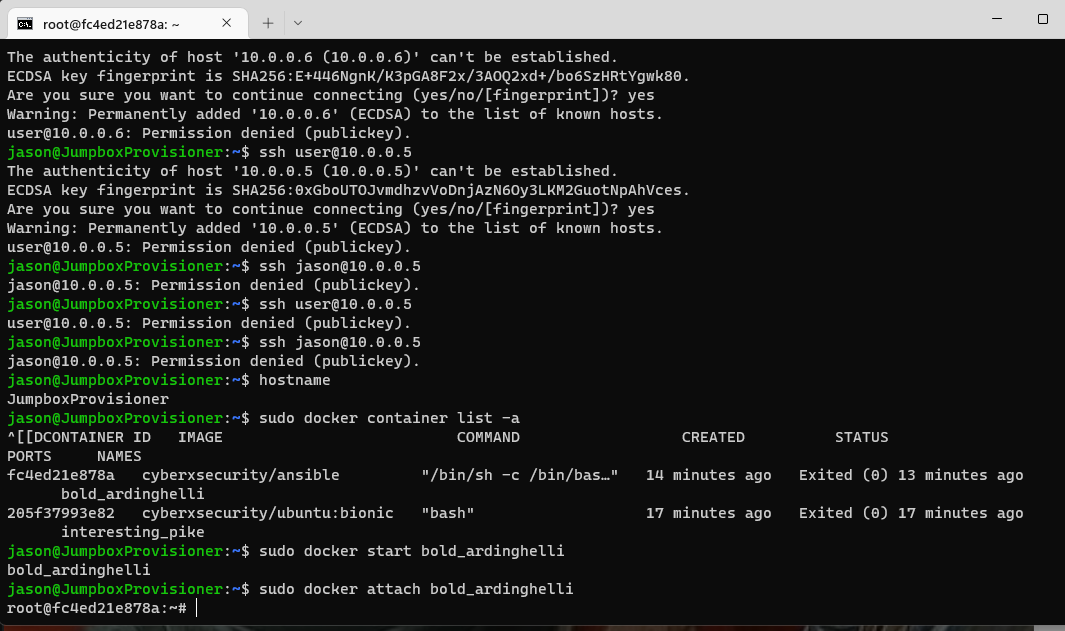 root@fc4ed21e878a: ~
The authenticity of host '10.0.0.6 (10.0.0.6)' can't be established.
ECDSA key fingerprint is SHA256:E+446NgnK/K3pGA8F2x/3AOQ2xd+/bo6SzHRtYgwk80.
Are you sure you want to continue connecting (yes/no/[fingerprint])? yes
Warning: Permanently added '10.0.0.6' (ECDSA) to the list of known hosts.
user@10.0.0.6: Permission denied (publickey).
jason@JumpboxProvisioner:~$ ssh user@10.0.0.5
The authenticity of host '10.0.0.5 (10.0.0.5)' can't be established.
ECDSA key fingerprint is SHA256:0xGboUTOJvmdhzvVoDnjAzN6Oy3LKM2GuotNpAhVces.
Are you sure you want to continue connecting (yes/no/[fingerprint])? yes
Warning: Permanently added '10.0.0.5' (ECDSA) to the list of known hosts.
user@10.0.0.5: Permission denied (publickey).
jason@JumpboxProvisioner:~$ ssh jason@10.0.0.5
jason@10.0.0.5: Permission denied (publickey).
jason@JumpboxProvisioner:~$ ssh user@10.0.0.5
user@10.0.0.5: Permission denied (publickey).
jason@JumpboxProvisioner:~$ ssh jason@10.0.0.5
jason@10.0.0.5: Permission denied (publickey).
jason@JumpboxProvisioner:~$ hostname
JumpboxProvisioner
jason@JumpboxProvisioner:~$ sudo docker container list -a
^[[DCONTAINER ID   IMAGE                          COMMAND                  CREATED          STATUS
PORTS     NAMES
fc4ed21e878a   cyberxsecurity/ansible         "/bin/sh -c /bin/bas…"   14 minutes ago   Exited (0) 13 minutes ago
      bold_ardinghelli
205f37993e82   cyberxsecurity/ubuntu:bionic   "bash"                   17 minutes ago   Exited (0) 17 minutes ago
      interesting_pike
jason@JumpboxProvisioner:~$ sudo docker start bold_ardinghelli
bold_ardinghelli
jason@JumpboxProvisioner:~$ sudo docker attach bold_ardinghelli
root@fc4ed21e878a:~#